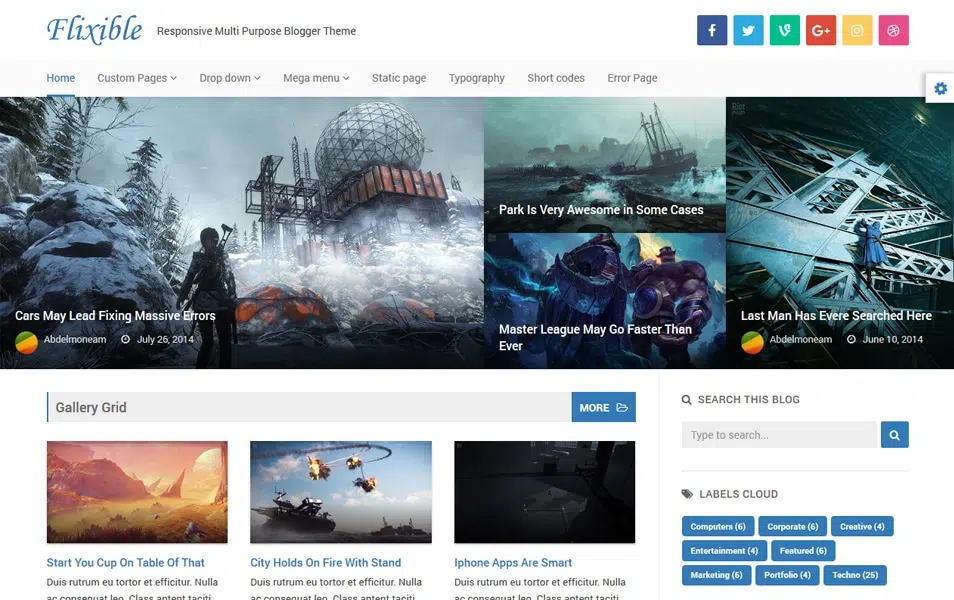 Flixible
Responsive Multi Purpose Blogger Theme
Home Custom Pages Drop down Mega menu Static page Typography Short codes Error Page
Riot
Park Is Very Awesome in Some Cases
Cars May Lead Fixing Massive Errors
Abdelmoneam July 26, 2014
Master League May Go Faster Than
Ever
Last Man Has Evere Searched Here
Abdelmoneam June 10, 2014
Gallery Grid
MORE
Start You Cup On Table Of That
Duis rutrum eu tortor et efficitur. Nulla
ac consequat leo. Class aptent taciti
City Holds On Fire With Stand
Duis rutrum eu tortor et efficitur. Nulla
ac consequat leo. Class aptent taciti
Iphone Apps Are Smart
Duis rutrum eu tortor et efficitur. Nulla
ac consequat leo. Class aptent taciti
SEARCH THIS BLOG
Type to search...
LABELS CLOUD
Computers (6) Corporate (6) Creative (4)
Entertainment (4) Featured (6)
Marketing (6) Portfolio (4) Techno (25)